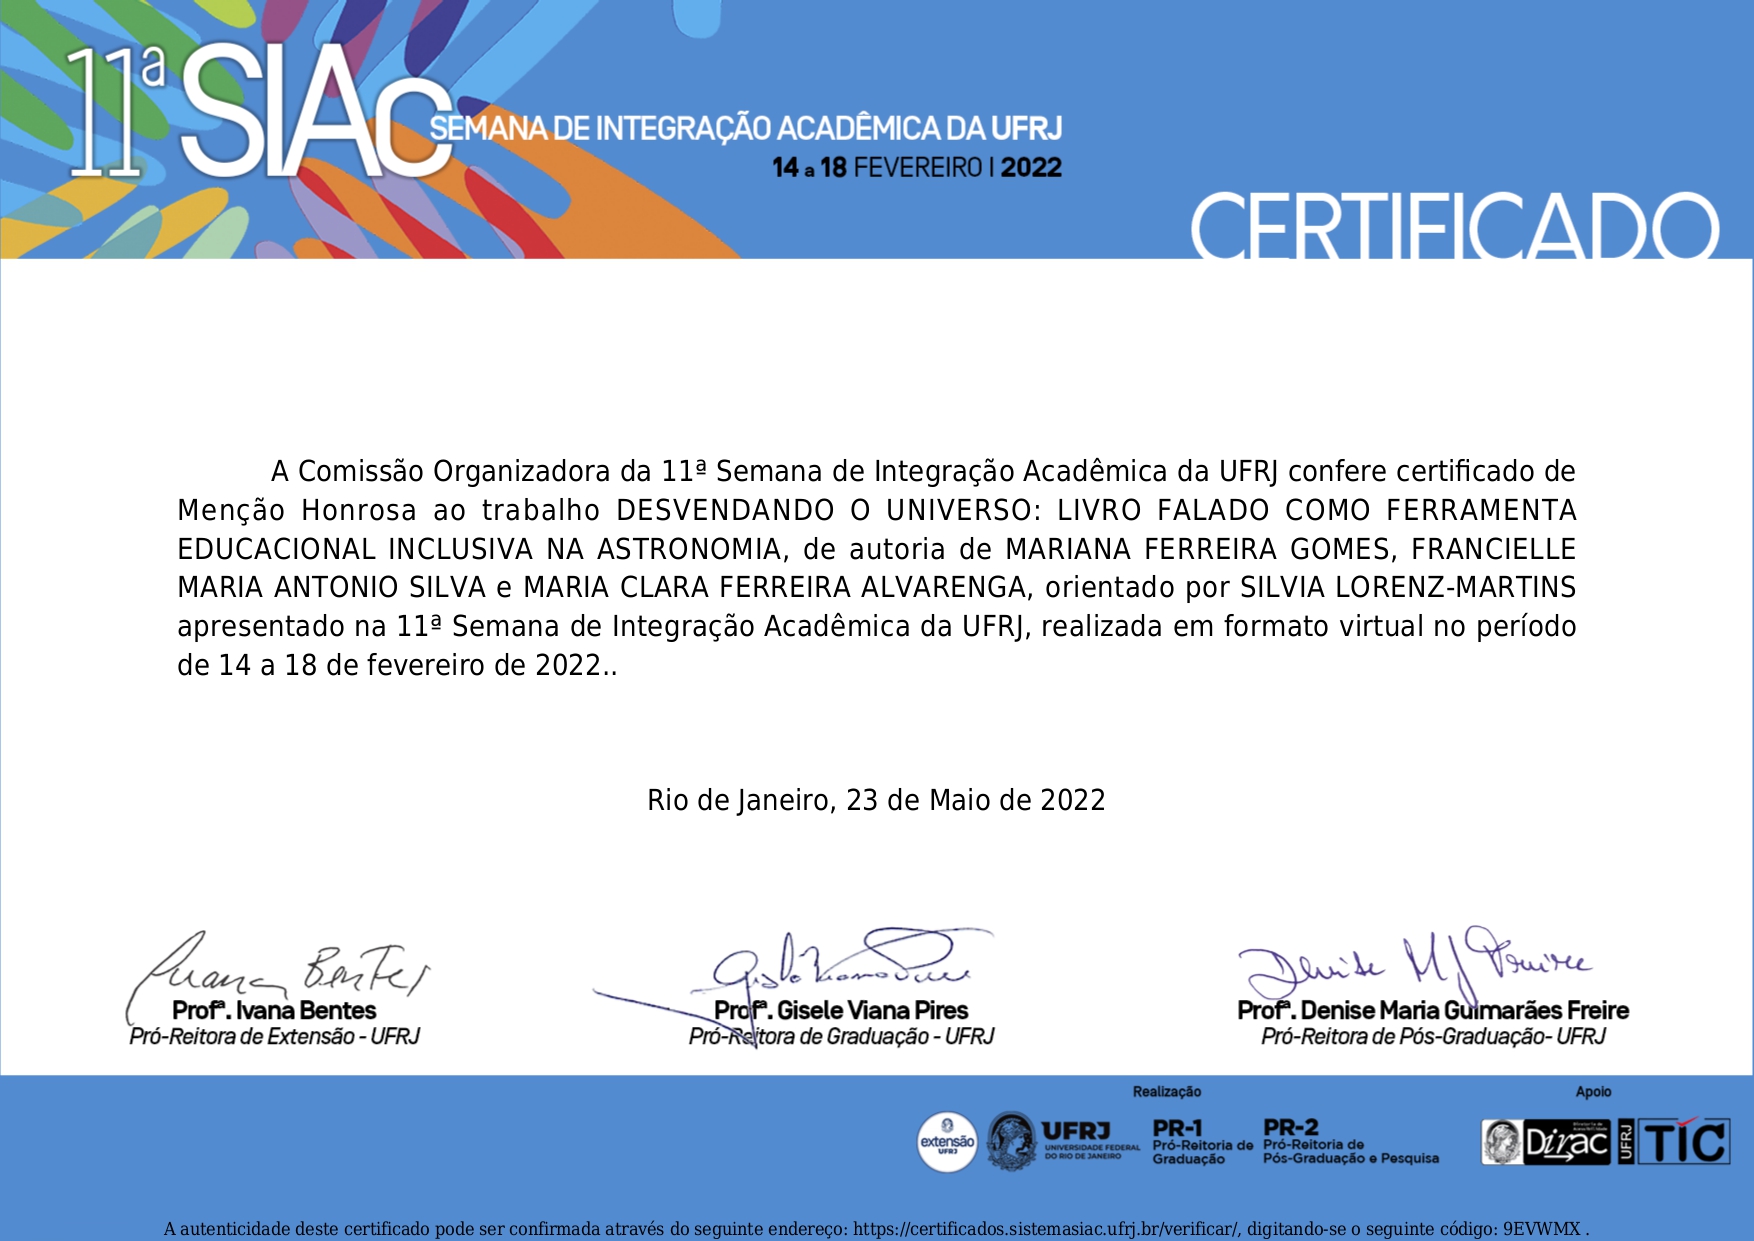 11ª SIAc
SEMANA DE INTEGRAÇÃO ACADÊMICA DA UFRJ
14 a 18 FEVEREIRO | 2022
CERTIFICADO
A Comissão Organizadora da 11ª Semana de Integração Acadêmica da UFRJ confere certificado de
Menção Honrosa ao trabalho DESVENDANDO O UNIVERSO: LIVRO FALADO COMO FERRAMENTA
EDUCACIONAL INCLUSIVA NA ASTRONOMIA, de autoria de MARIANA FERREIRA GOMES, FRANCIELLE
MARIA ANTONIO SILVA e MARIA CLARA FERREIRA ALVARENGA, orientado por SILVIA LORENZ-MARTINS
apresentado na 11ª Semana de Integração Acadêmica da UFRJ, realizada em formato virtual no período
de 14 a 18 de fevereiro de 2022..
Rio de Janeiro, 23 de Maio de 2022
Profª. Ivana Bentes
Pró-Reitora de Extensão - UFRJ
Profª. Gisele Viana Pires
Pró-Reitora de Graduação - UFRJ
Profª. Denise Maria Guimarães Freire
Pró-Reitora de Pós-Graduação- UFRJ
Realização
extensão
UFRJ
UFRJ
UNIVERSIDADE FEDERAL
DO RIO DE JANEIRO
PR-1
Pró-Reitoria de
Graduação
PR-2
Pró-Reitoria de
Pós-Graduação e Pesquisa
Apoio
Dirac
UFRJ
TIC
A autenticidade deste certificado pode ser confirmada através do seguinte endereço: https://certificados.sistemasiac.ufrj.br/verificar/, digitando-se o seguinte código: 9EVWMX .